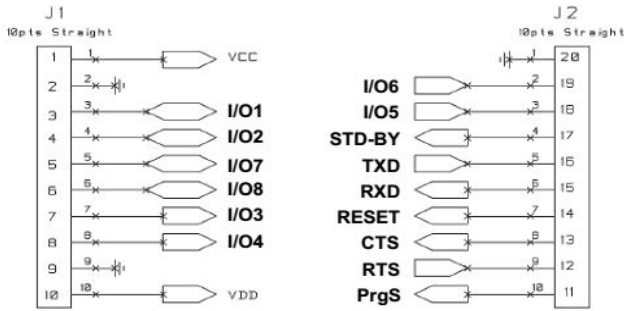 J1
10pts Straight
1 1 VCC
2 2
3 3 I/O1
4 4 I/O2
5 5 I/O7
6 6 I/O8
7 7 I/O3
8 8 I/O4
9 9
10 10 VDD
J2
10pts Straight
1 20
I/O6 2 19
I/O5 3 18
STD-BY 4 17
TXD 5 16
RXD 6 15
RESET 7 14
CTS 8 13
RTS 9 12
PrgS 10 11